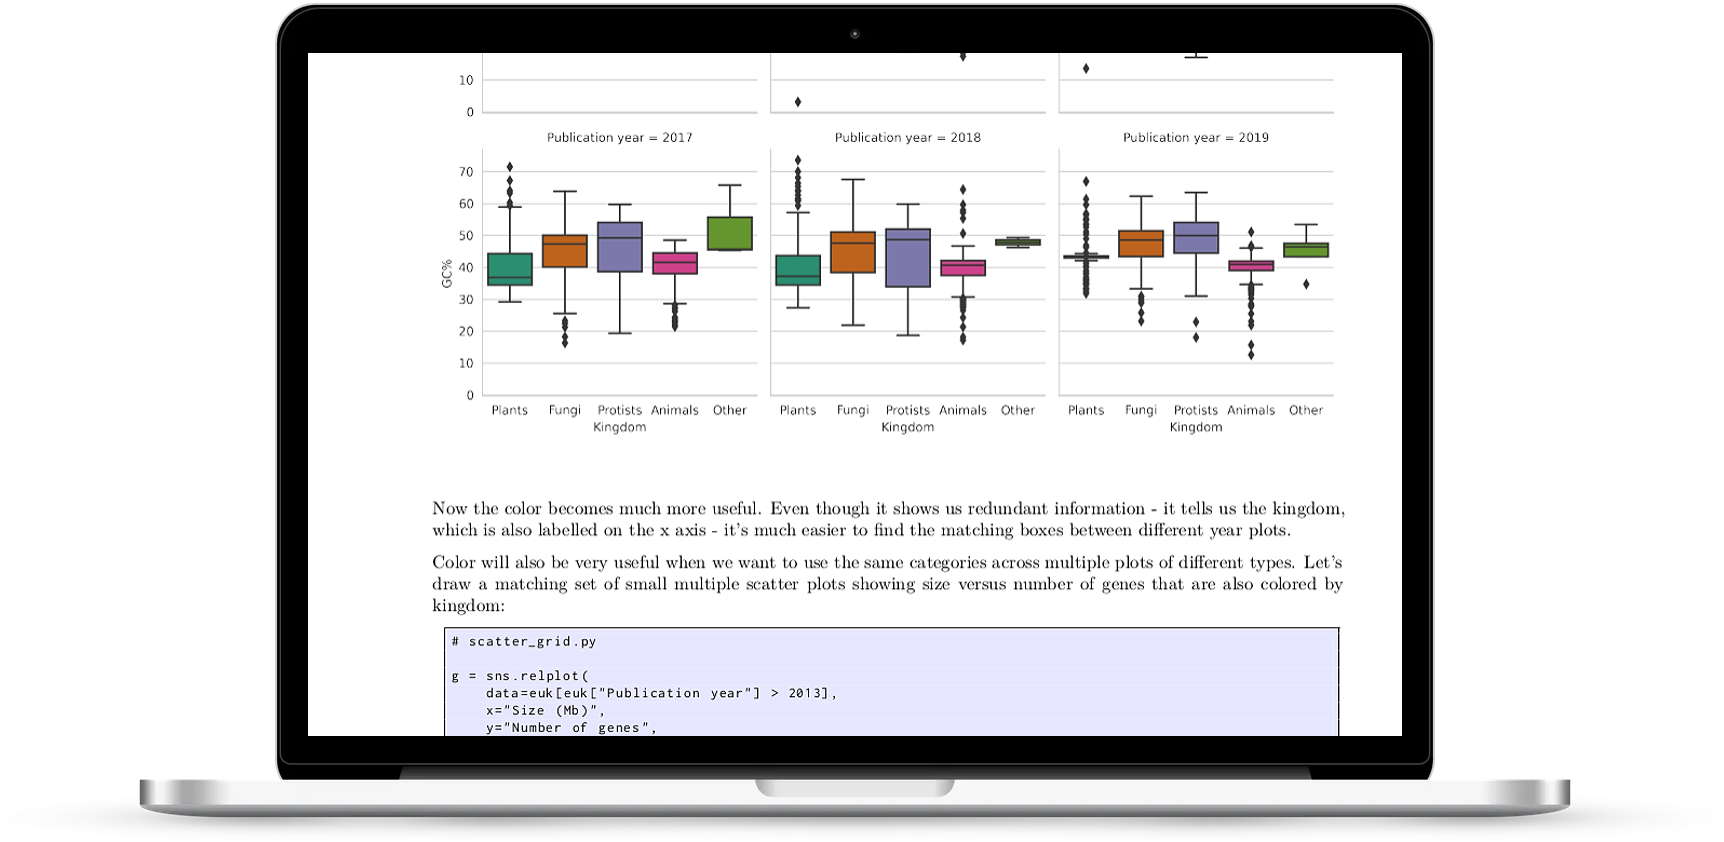 10
0
Publication year = 2017
Publication year = 2018
Publication year = 2019
70
60
50
40
30
20
10
0
GC%
Plants Fungi Protists Animals Other
Kingdom
Plants Fungi Protists Animals Other
Kingdom
Plants Fungi Protists Animals Other
Kingdom
Now the color becomes much more useful. Even though it shows us redundant information - it tells us the kingdom,
which is also labelled on the x axis - it's much easier to find the matching boxes between different year plots.
Color will also be very useful when we want to use the same categories across multiple plots of different types. Let's
draw a matching set of small multiple scatter plots showing size versus number of genes that are also colored by
kingdom:
# scatter_grid.py
g = sns.relplot(
data=euk[euk["Publication year"] > 2013],
x="Size (Mb)",
y="Number of genes",